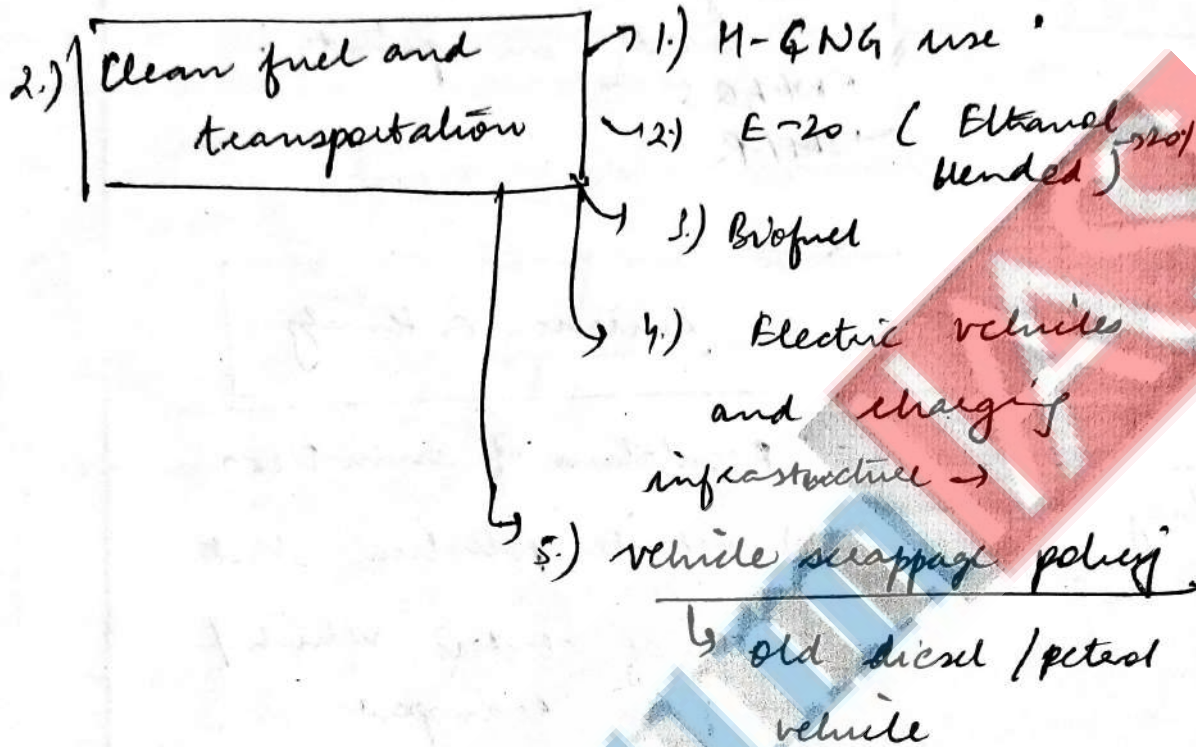 2.) Clean fuel and
transportation
1.) H-CNG use
2.) E-20. ( Ethanol
blended ) →20%
3.) Biofuel
4.) Electric vehicles
and charging
infrastructure →
5.) vehicle scrappage policy
↳ old diesel / petrol
vehicle
IAS